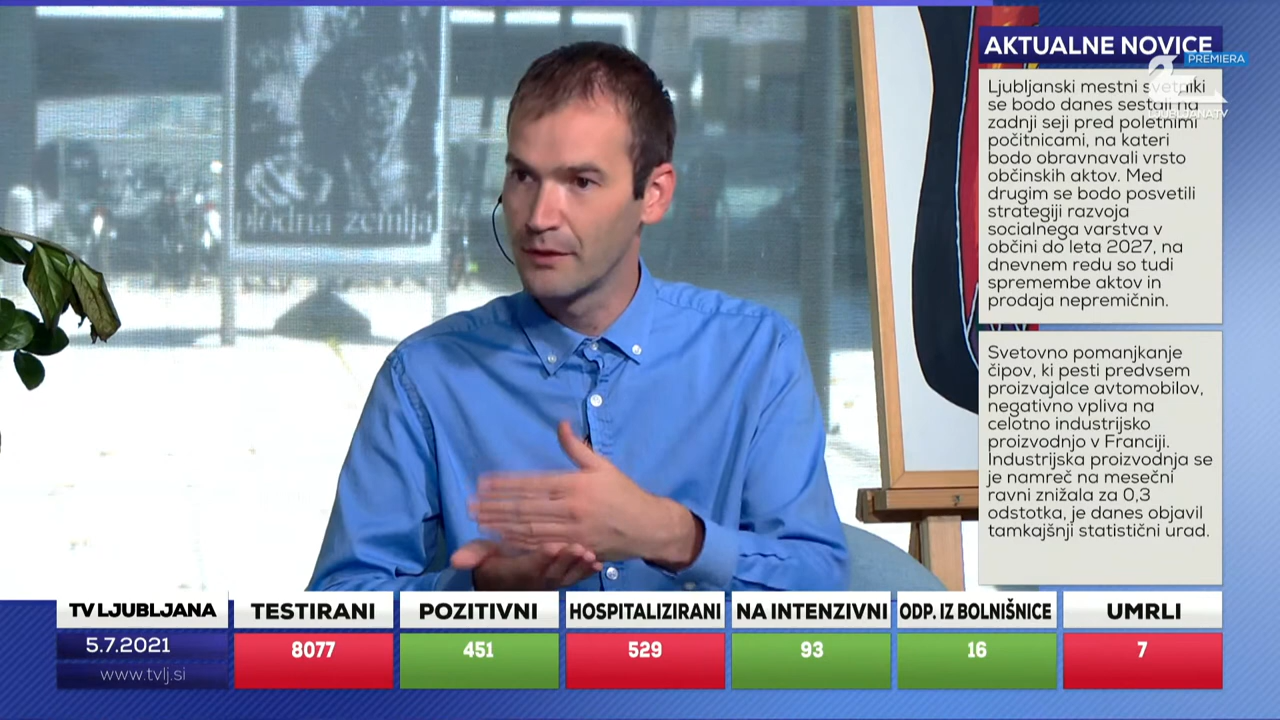 AKTUALNE NOVICE
PREMIERA
LJUBLJANA TV
Ljubljanski mestni svetniki
se bodo danes sestali na
zadnji seji pred poletnimi
počitnicami, na kateri
bodo obravnavali vrsto
občinskih aktov. Med
drugim se bodo posvetili
strategiji razvoja
socialnega varstva v
občini do leta 2027, na
dnevnem redu so tudi
spremembe aktov in
prodaja nepremičnin.
Svetovno pomanjkanje
čipov, ki pesti predvsem
proizvajalce avtomobilov,
negativno vpliva na
celotno industrijsko
proizvodnjo v Franciji.
Industrijska proizvodnja se
je namreč na mesečni
ravni znižala za 0,3
odstotka, je danes objavil
tamkajšnji statistični urad.
plodna zemlja
TV LJUBLJANA TESTIRANI POZITIVNI HOSPITALIZIRANI NA INTENZIVNI ODP. IZ BOLNIŠNICE UMRLI
5.7.2021 8077 451 529 93 16 7
www.tvlj.si